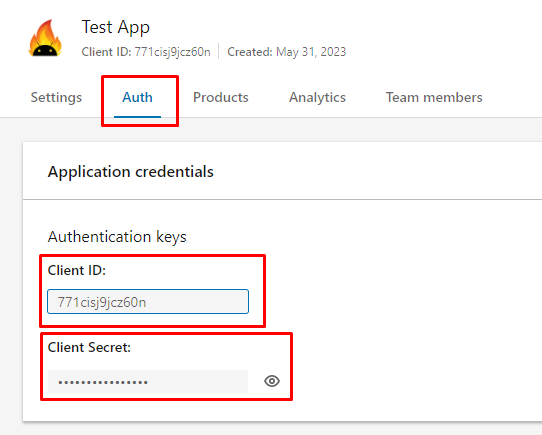 Test App
Client ID: 771cisj9jcz60n Created: May 31, 2023
Settings Auth Products Analytics Team members
Application credentials
Authentication keys
Client ID:
771cisj9jcz60n
Client Secret:
••••••••••••••••